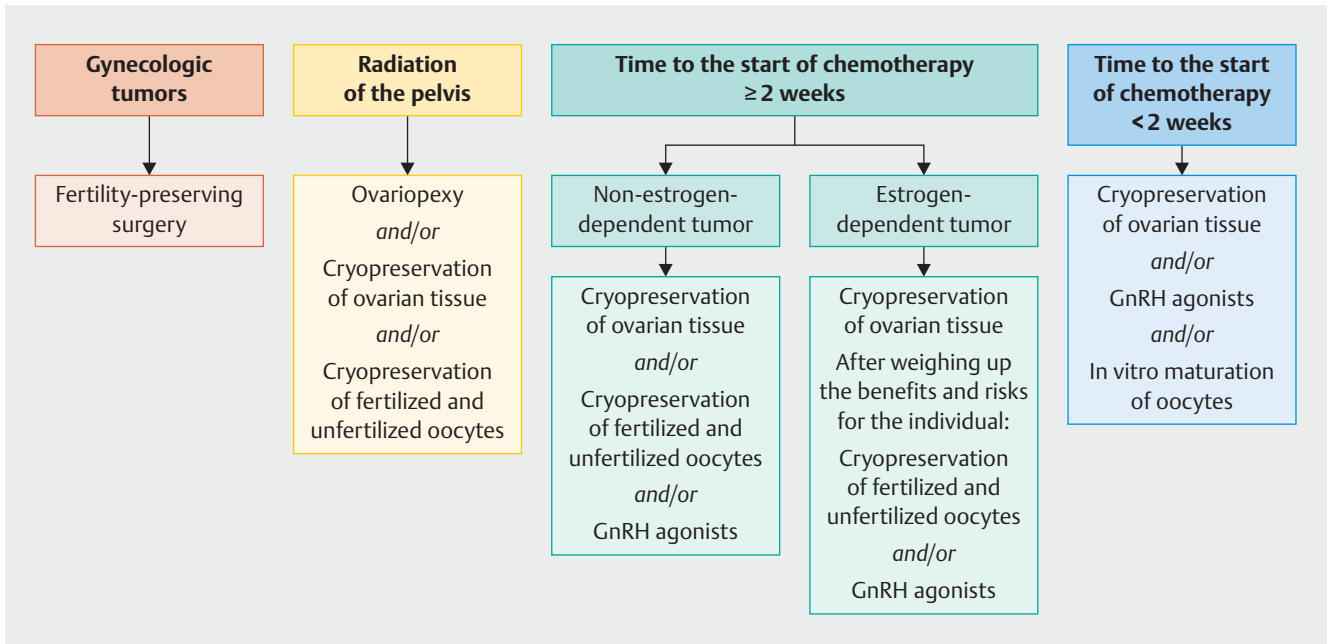 Gynecologic
tumors
Fertility-preserving
surgery
Radiation
of the pelvis
Ovariopexy
and/or
Cryopreservation
of ovarian tissue
and/or
Cryopreservation
of fertilized and
unfertilized oocytes
Time to the start of chemotherapy
≥ 2 weeks
Non-estrogen-
dependent tumor
Cryopreservation
of ovarian tissue
and/or
Cryopreservation
of fertilized and
unfertilized oocytes
and/or
GnRH agonists
Estrogen-
dependent tumor
Cryopreservation
of ovarian tissue
After weighing up
the benefits and risks
for the individual:
Cryopreservation
of fertilized and
unfertilized oocytes
and/or
GnRH agonists
Time to the start
of chemotherapy
< 2 weeks
Cryopreservation
of ovarian tissue
and/or
GnRH agonists
and/or
In vitro maturation
of oocytes